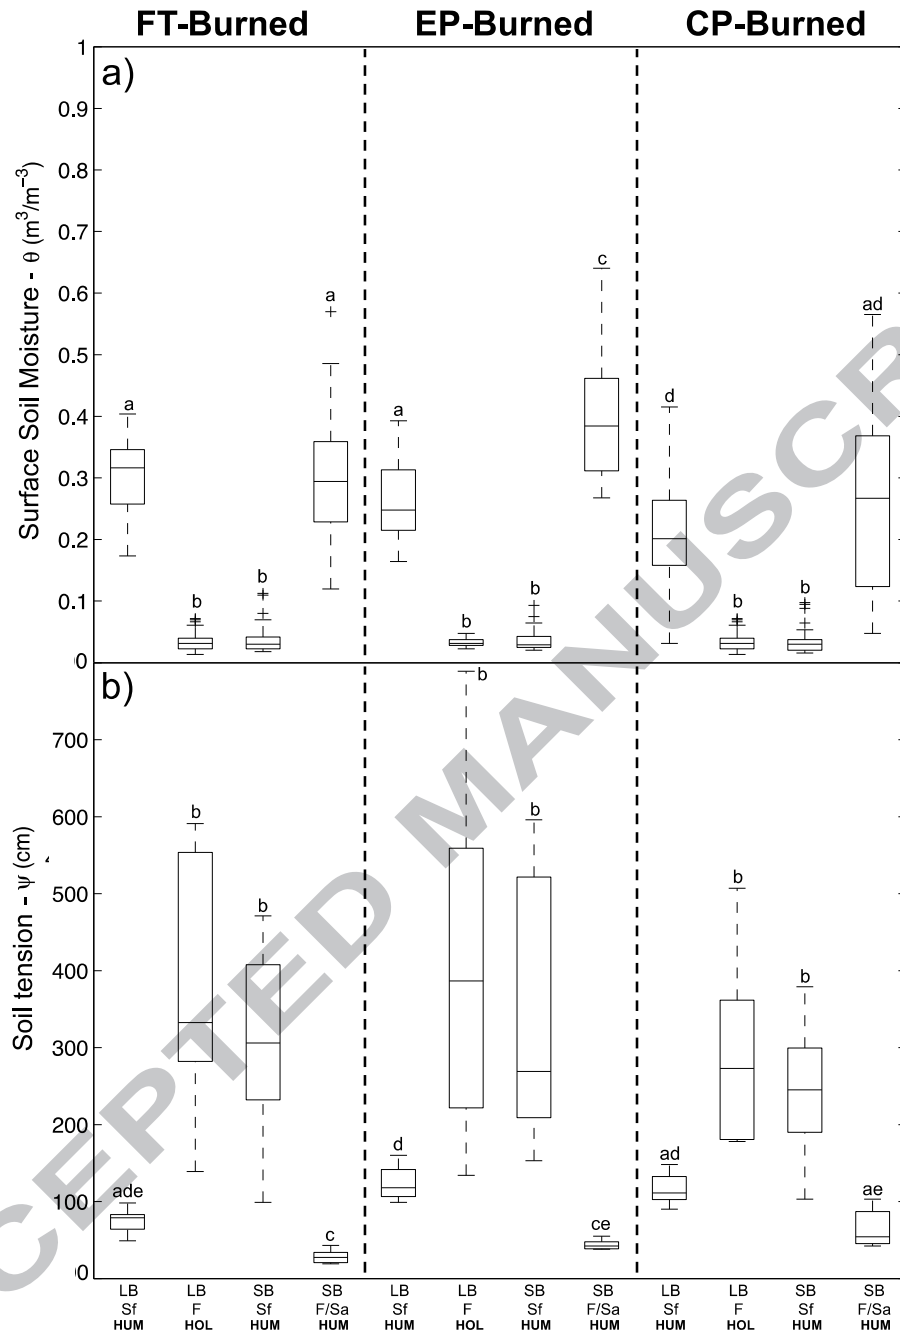 FT-Burned EP-Burned CP-Burned
a)
Surface Soil Moisture - θ (m³/m⁻³)
1
0.9
0.8
0.7
0.6
0.5
0.4
0.3
0.2
0.1
0
a b b a a b b c d b b ad
b)
Soil tension - ψ (cm)
700
600
500
400
300
200
100
00
ade b b c d b b ce ad b b ae
LB LB SB SB LB LB SB SB LB LB SB SB
Sf F Sf F/Sa Sf F Sf F/Sa Sf F Sf F/Sa
HUM HOL HUM HUM HUM HOL HUM HUM HUM HOL HUM HUM
CEPTED MANUSCR